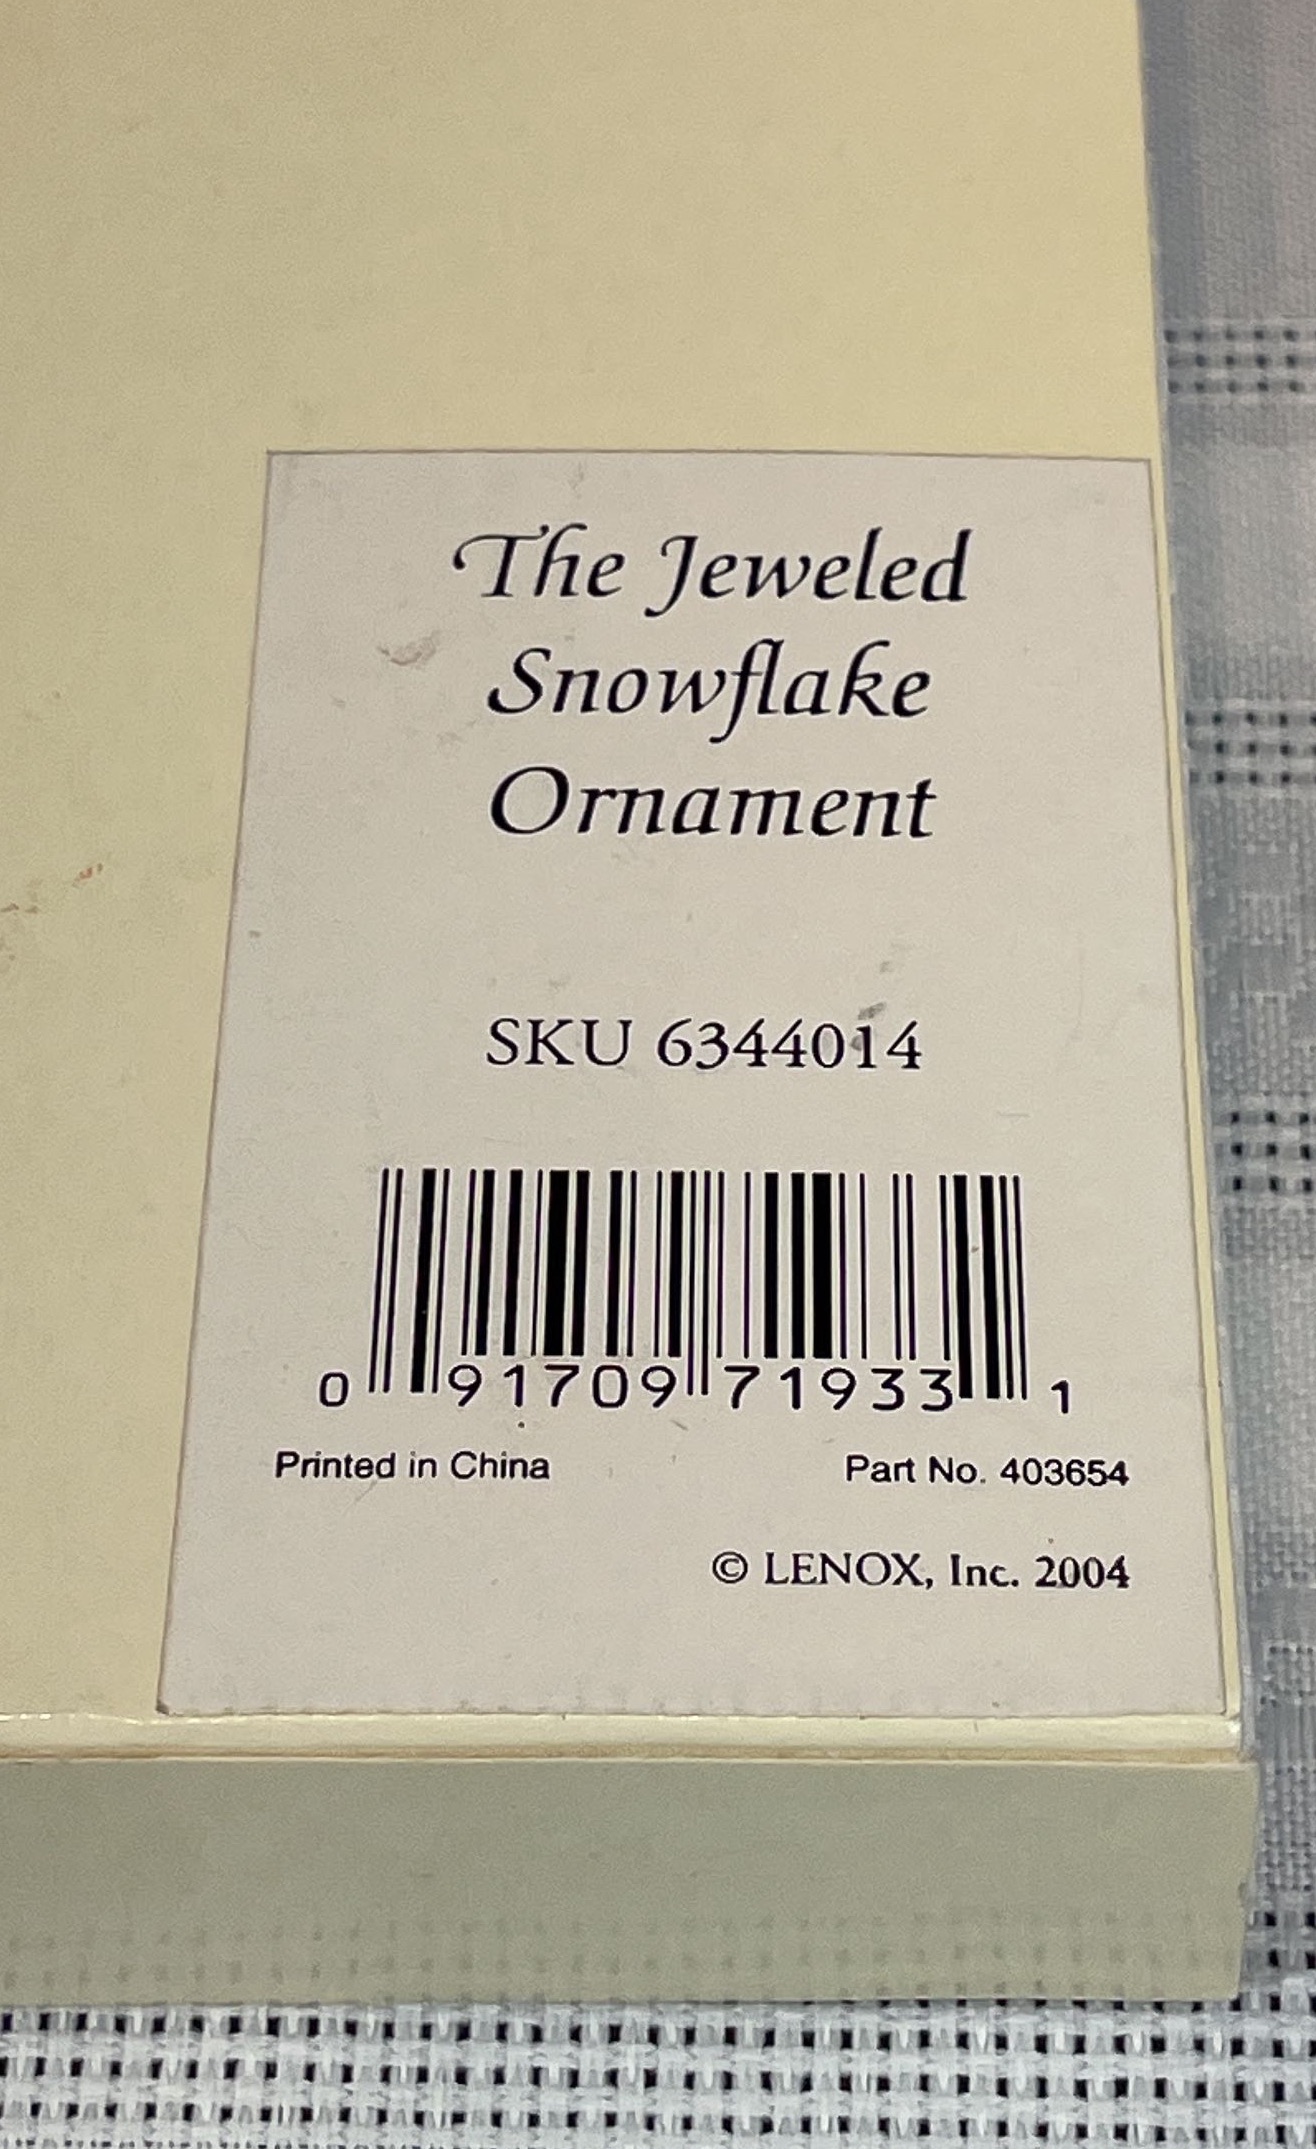 The Jeweled
Snowflake
Ornament
SKU 6344014
0 91709 71933 1
Printed in China Part No. 403654
© LENOX, Inc. 2004